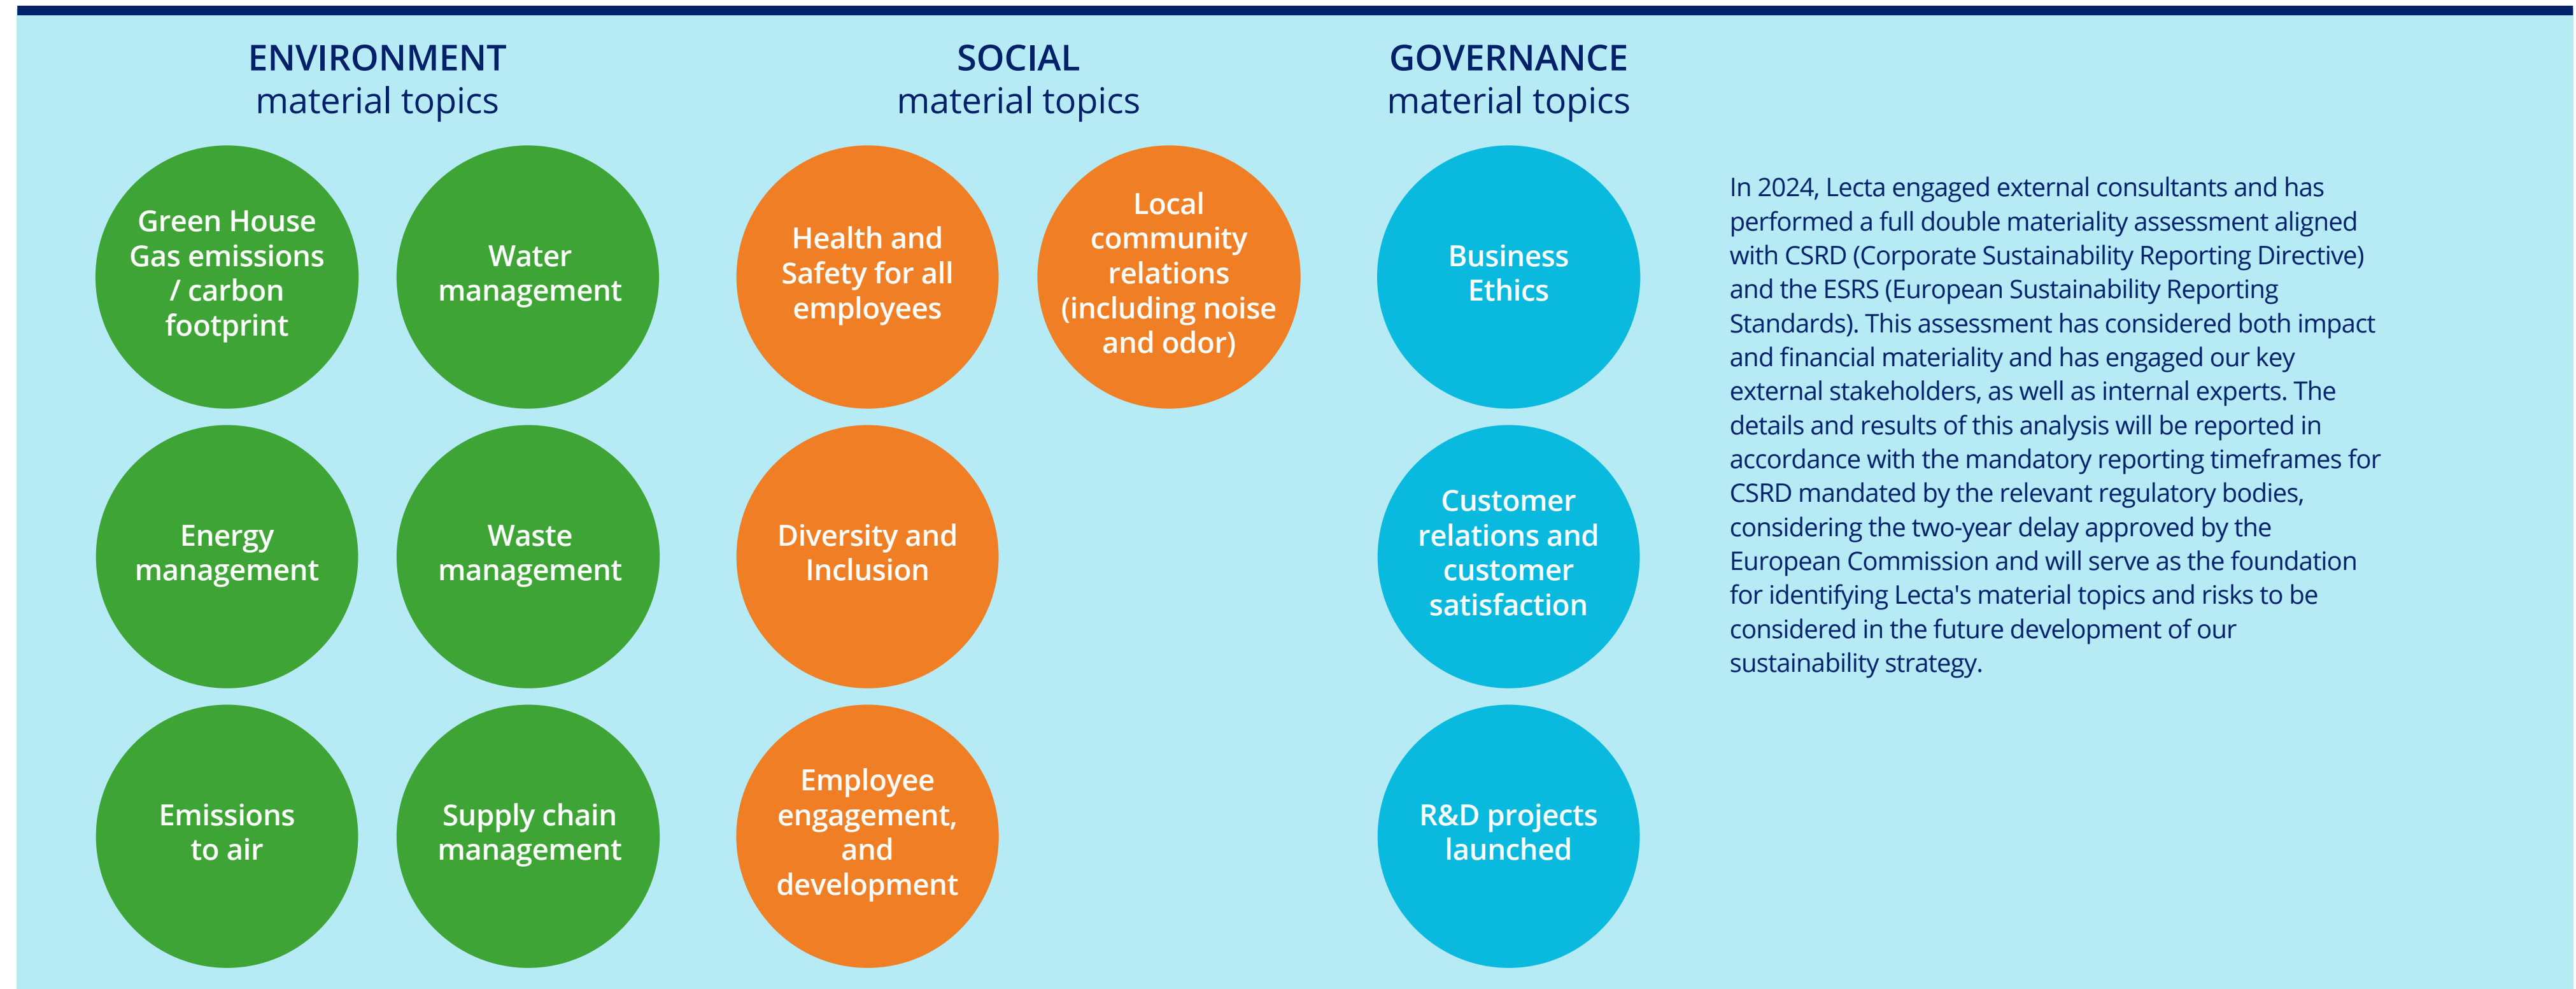 ENVIRONMENT
material topics
Green House
Gas emissions
/ carbon
footprint
Water
management
Energy
management
Waste
management
Emissions
to air
Supply chain
management
SOCIAL
material topics
Health and
Safety for all
employees
Local
community
relations
(including noise
and odor)
Diversity and
Inclusion
Employee
engagement,
and
development
GOVERNANCE
material topics
Business
Ethics
Customer
relations and
customer
satisfaction
R&D projects
launched
In 2024, Lecta engaged external consultants and has
performed a full double materiality assessment aligned
with CSRD (Corporate Sustainability Reporting Directive)
and the ESRS (European Sustainability Reporting
Standards). This assessment has considered both impact
and financial materiality and has engaged our key
external stakeholders, as well as internal experts. The
details and results of this analysis will be reported in
accordance with the mandatory reporting timeframes for
CSRD mandated by the relevant regulatory bodies,
considering the two-year delay approved by the
European Commission and will serve as the foundation
for identifying Lecta's material topics and risks to be
considered in the future development of our
sustainability strategy.